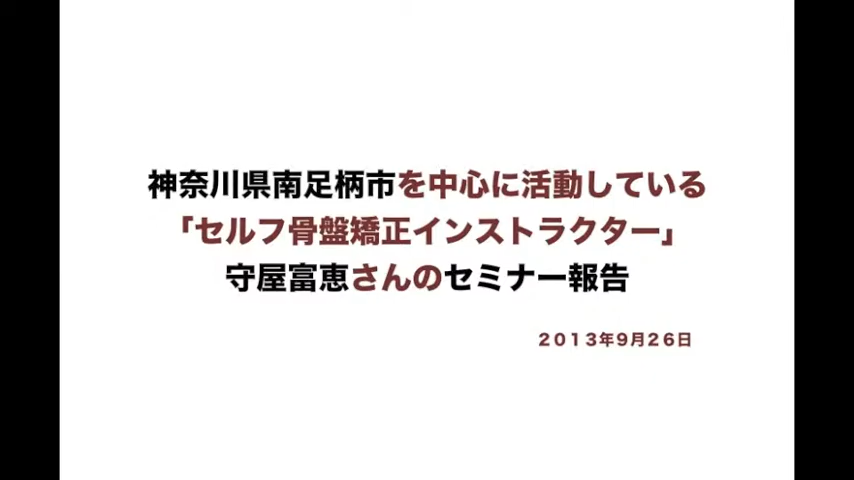 神奈川県南足柄市を中心に活動している
「セルフ骨盤矯正インストラクター」
守屋富恵さんのセミナー報告
２０１３年９月２６日